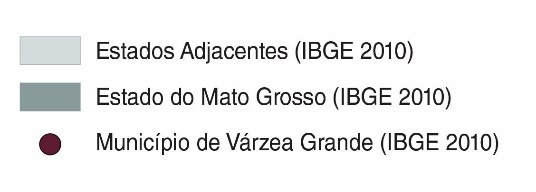 Estados Adjacentes (IBGE 2010)
Estado do Mato Grosso (IBGE 2010)
Município de Várzea Grande (IBGE 2010)